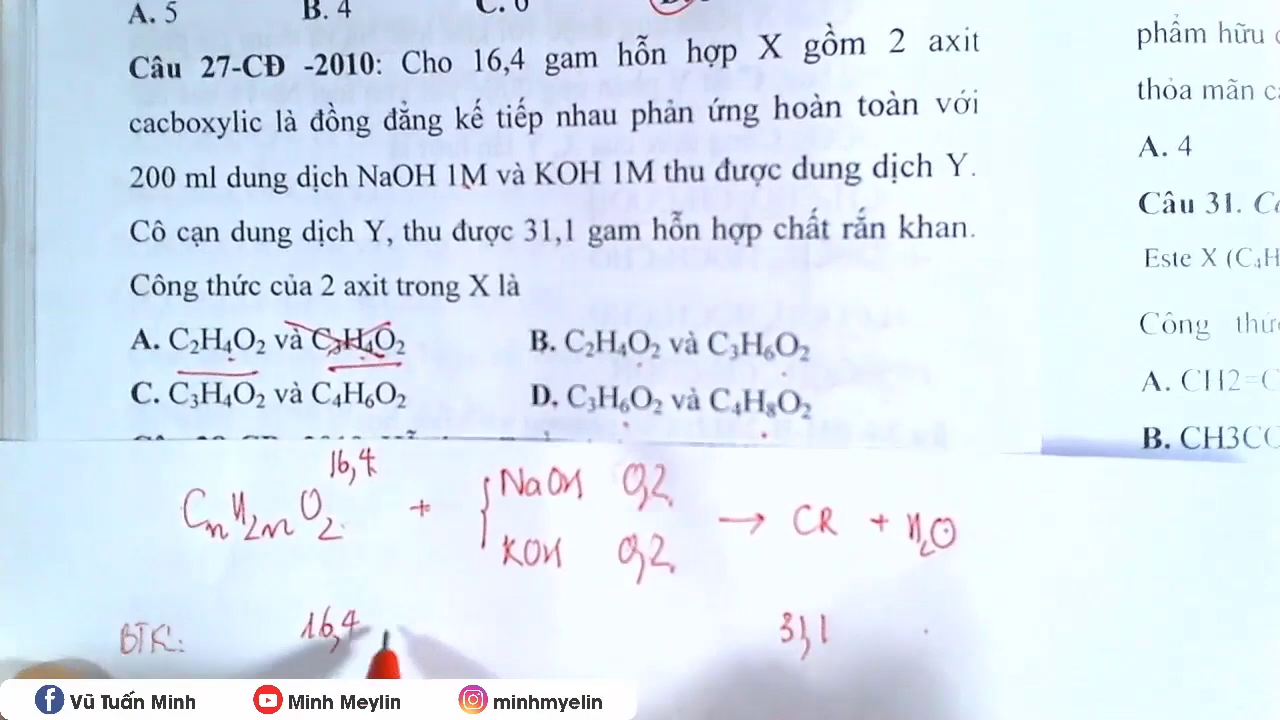 A. 5 B. 4
Câu 27-CĐ -2010: Cho 16,4 gam hỗn hợp X gồm 2 axit
cacboxylic là đồng đẳng kế tiếp nhau phản ứng hoàn toàn với
200 ml dung dịch NaOH 1M và KOH 1M thu được dung dịch Y.
Cô cạn dung dịch Y, thu được 31,1 gam hỗn hợp chất rắn khan.
Công thức của 2 axit trong X là
A. C2H4O2 và C3H4O2 B. C2H4O2 và C3H6O2
C. C3H4O2 và C4H6O2 D. C3H6O2 và C4H8O2
phẩm hữu
thỏa mãn
A. 4
Câu 31.
Este X (C4H
Công thức
A. CH2=C
B. CH3CO
16,4
CnH2nO2 + { NaOH 0,2
KOH 0,2 → CR + H2O
BTKL: 16,4 31,1
Vũ Tuấn Minh Minh Meylin minhmyelin